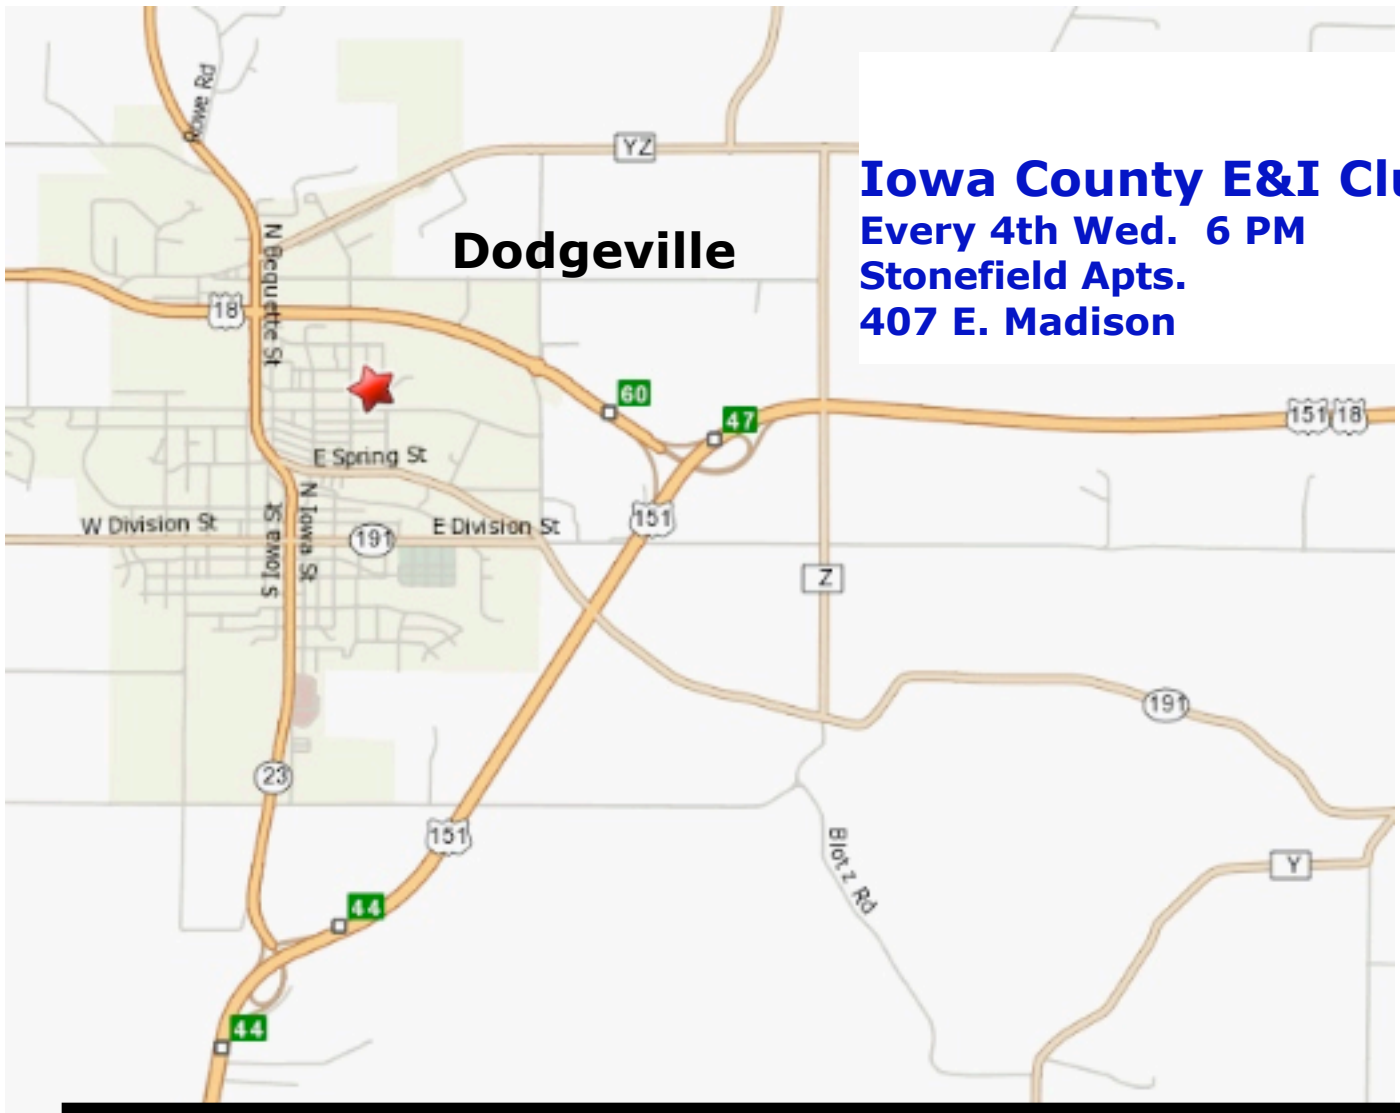 Rowe Rd
YZ
Iowa County E&I Clu
Every 4th Wed.  6 PM
Stonefield Apts.
407 E. Madison
Dodgeville
N Bequette St
18
60
47
151 18
E Spring St
151
N Iowa St
S Iowa St
W Division St
191
E Division St
Z
191
23
151
Blotz Rd
Y
44
44